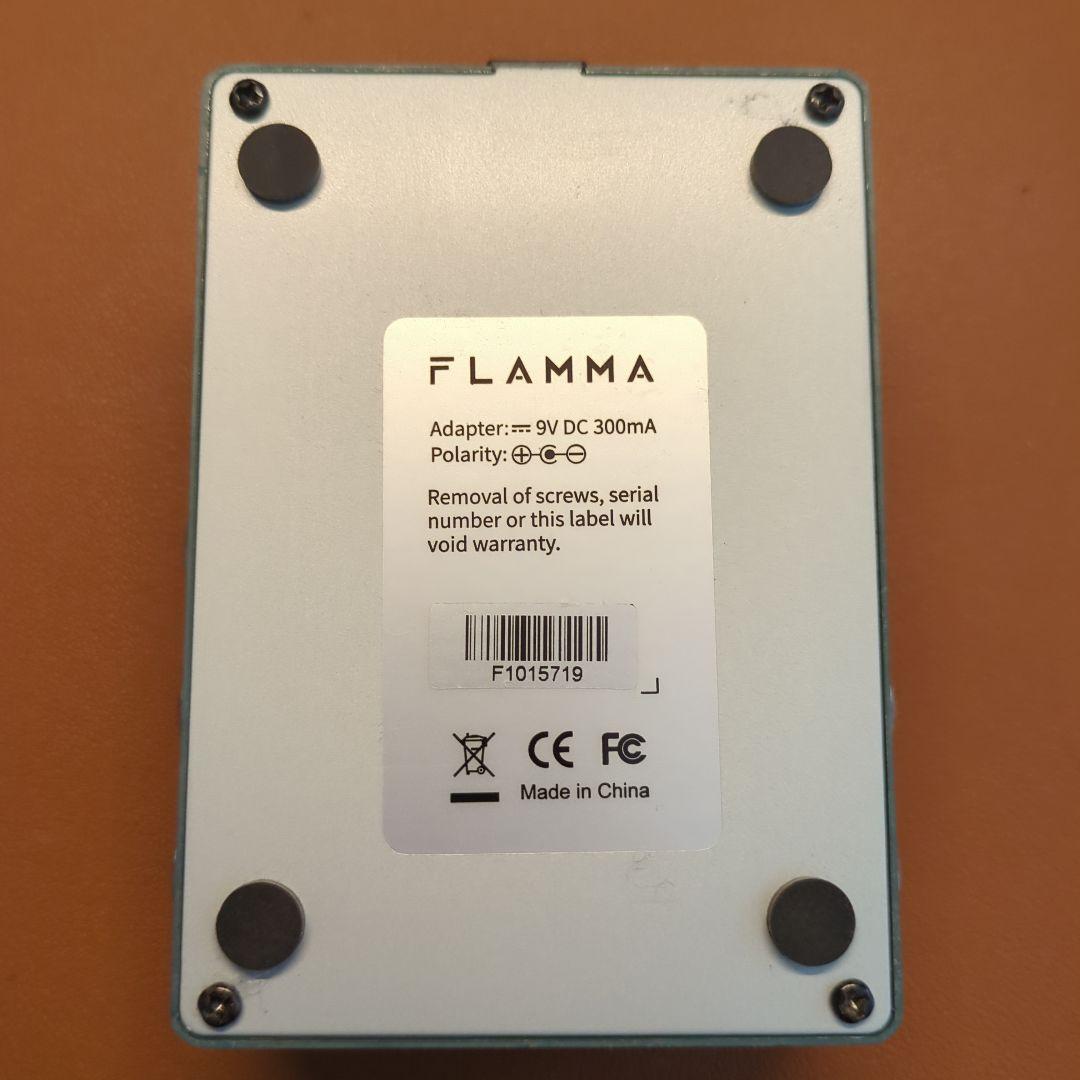 FLAMMA
Adapter: 9V DC 300mA
Polarity:
Removal of screws, serial
number or this label will
void warranty.
F1015719
CE FC
Made in China